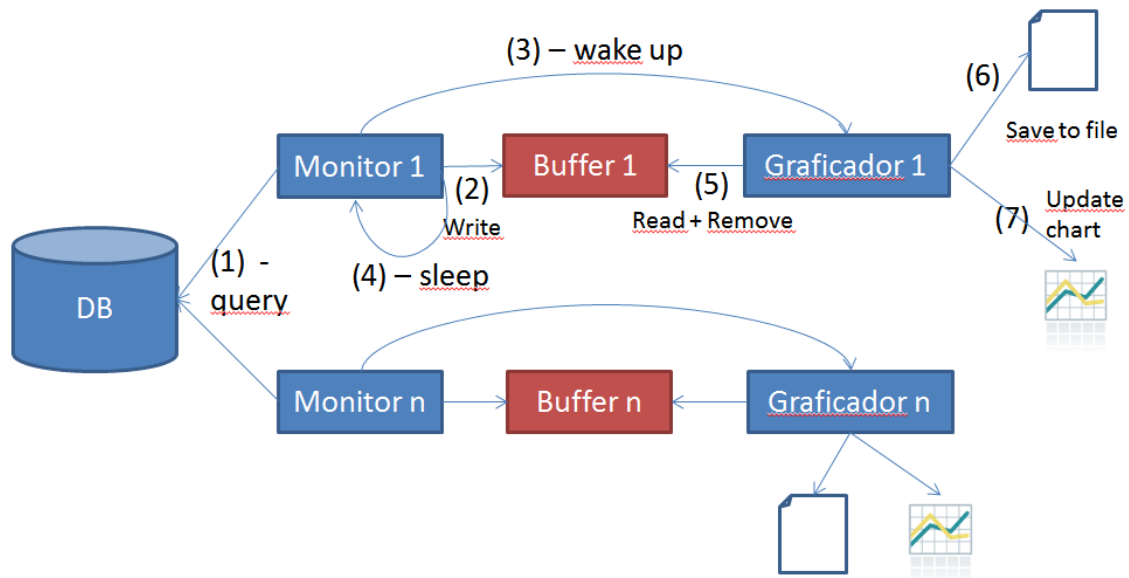 (3) – wake up
(6)
Save to file
Monitor 1
Buffer 1
Graficador 1
(2)
Write
(5)
Read + Remove
(7)
Update
chart
(4) – sleep
(1) -
query
DB
Monitor n
Buffer n
Graficador n